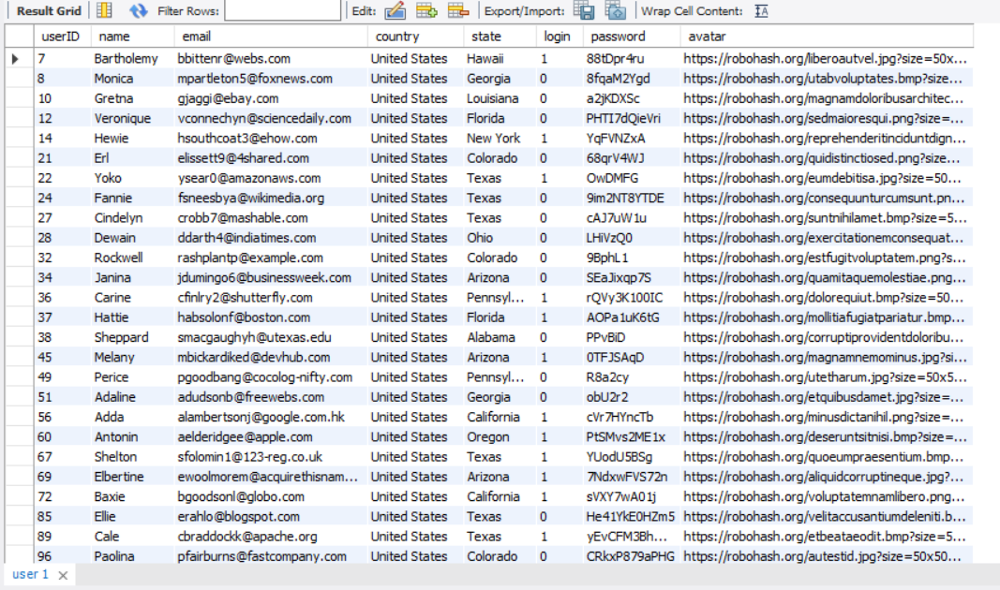 Result Grid Filter Rows: Edit: Export/Import: Wrap Cell Content:
userID name email country state login password avatar
7 Bartholemy bbittenr@webs.com United States Hawaii 1 88tDpr4ru https://robohash.org/liberoautvel.jpg?size=50x...
8 Monica mpartleton5@foxnews.com United States Georgia 0 8fqaM2Ygd https://robohash.org/utabvoluptates.bmp?size...
10 Gretna gjaggi@ebay.com United States Louisiana 0 a2jKDXSc https://robohash.org/magnamdoloribusarchitec...
12 Veronique vconnechyn@sciencedaily.com United States Florida 0 PHTI7dQieVri https://robohash.org/sedmaioresqui.png?size=...
14 Hewie hsouthcoat3@ehow.com United States New York 1 YqFVNZxA https://robohash.org/reprehenderitinciduntdign...
21 Erl elissett9@4shared.com United States Colorado 0 68qrV4WJ https://robohash.org/quidistinctiosed.png?size...
22 Yoko ysear0@amazonaws.com United States Texas 1 OwDMFG https://robohash.org/eumdebitisa.jpg?size=50...
24 Fannie fsneesbya@wikimedia.org United States Texas 0 9im2NT8YTDE https://robohash.org/consequunturcumsunt.pn...
27 Cindelyn crobb7@mashable.com United States Texas 0 cAJ7uW1u https://robohash.org/suntnihilamet.bmp?size=5...
28 Dewain ddarth4@indiatimes.com United States Ohio 0 LHiVzQ0 https://robohash.org/exercitationemconsequat...
32 Rockwell rashplantp@example.com United States Colorado 0 9BphL1 https://robohash.org/estfugitvoluptatem.png?s...
34 Janina jdumingo6@businessweek.com United States Arizona 0 SEaJixqp7S https://robohash.org/quamitaquemolestiae.png...
36 Carine cfinlry2@shutterfly.com United States Pennsyl... 1 rQVy3K100IC https://robohash.org/dolorequiut.bmp?size=50...
37 Hattie habsolonf@boston.com United States Florida 1 AOPa1uK6tG https://robohash.org/mollitiafugiatpariatur.bmp...
38 Sheppard smacgaughyh@utexas.edu United States Alabama 0 PPvBiD https://robohash.org/corruptiprovidentdoloribu...
45 Melany mbickardiked@devhub.com United States Arizona 1 0TFJSAqD https://robohash.org/magnamnemominus.jpg?si...
49 Perice pgoodbang@cocolog-nifty.com United States Pennsyl... 0 R8a2cy https://robohash.org/utetharum.jpg?size=50x5...
51 Adaline adudsonb@freewebs.com United States Georgia 0 obU2r2 https://robohash.org/etquibusdamet.jpg?size=...
56 Adda alambertsonj@google.com.hk United States California 1 cVr7HYncTb https://robohash.org/minusdictanihil.png?size=...
60 Antonin aelderidgee@apple.com United States Oregon 1 PtSMvs2ME1x https://robohash.org/deseruntsitnisi.bmp?size=...
67 Shelton sfolomin1@123-reg.co.uk United States Texas 1 YUodU5BSg https://robohash.org/quoeumpraesentium.bmp...
69 Elbertine ewoolmorem@acquirethisnam... United States Arizona 1 7NdxwFVS72n https://robohash.org/aliquidcorruptineque.jpg?...
72 Baxie bgoodsonl@globo.com United States California 1 sVXY7wA01j https://robohash.org/voluptatemnamlibero.png...
85 Ellie erahlo@blogspot.com United States Texas 0 He41YkE0HZm5 https://robohash.org/velitaccusantiumdeleniti.b...
89 Cale cbraddockk@apache.org United States Texas 1 yEvCFM3Bh... https://robohash.org/etbeataeodit.bmp?size=5...
96 Paolina pfairburns@fastcompany.com United States Colorado 0 CRkxP879aPHG https://robohash.org/autestid.jpg?size=50x50...
user 1